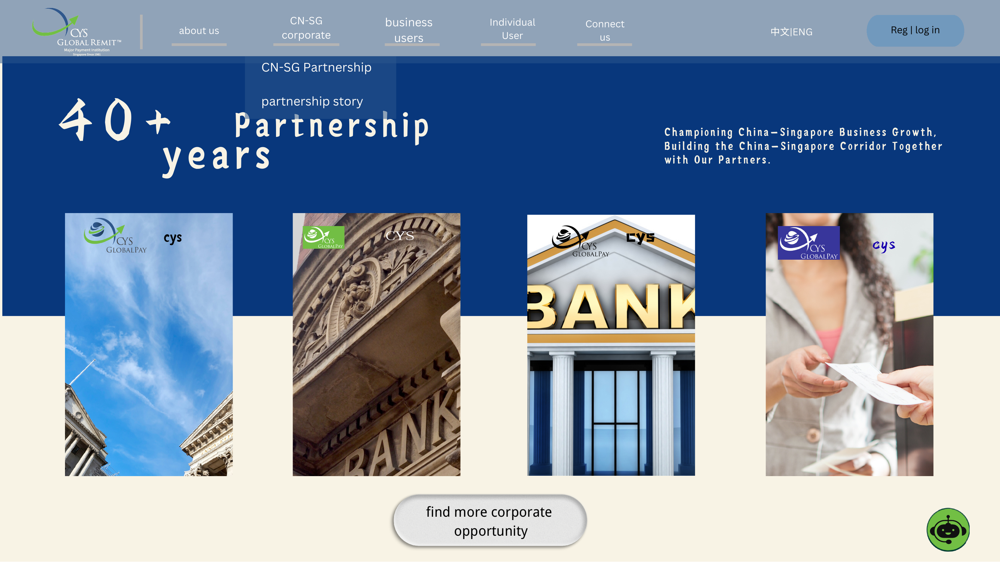 CYS
GLOBAL REMIT™
Major Payment Institution
Singapore Since 1981
about us
CN-SG
corporate
business
users
Individual
User
Connect
us
中文|ENG
Reg | log in
CN-SG Partnership
partnership story
40+ Partnership
years
Championing China—Singapore Business Growth,
Building the China—Singapore Corridor Together
with Our Partners.
CYS
GLOBALPAY
cys
CYS
GLOBALPAY
CYS
BANK
CYS
GLOBALPAY
cys
BANK
CYS
GLOBALPAY
cys
find more corporate
opportunity